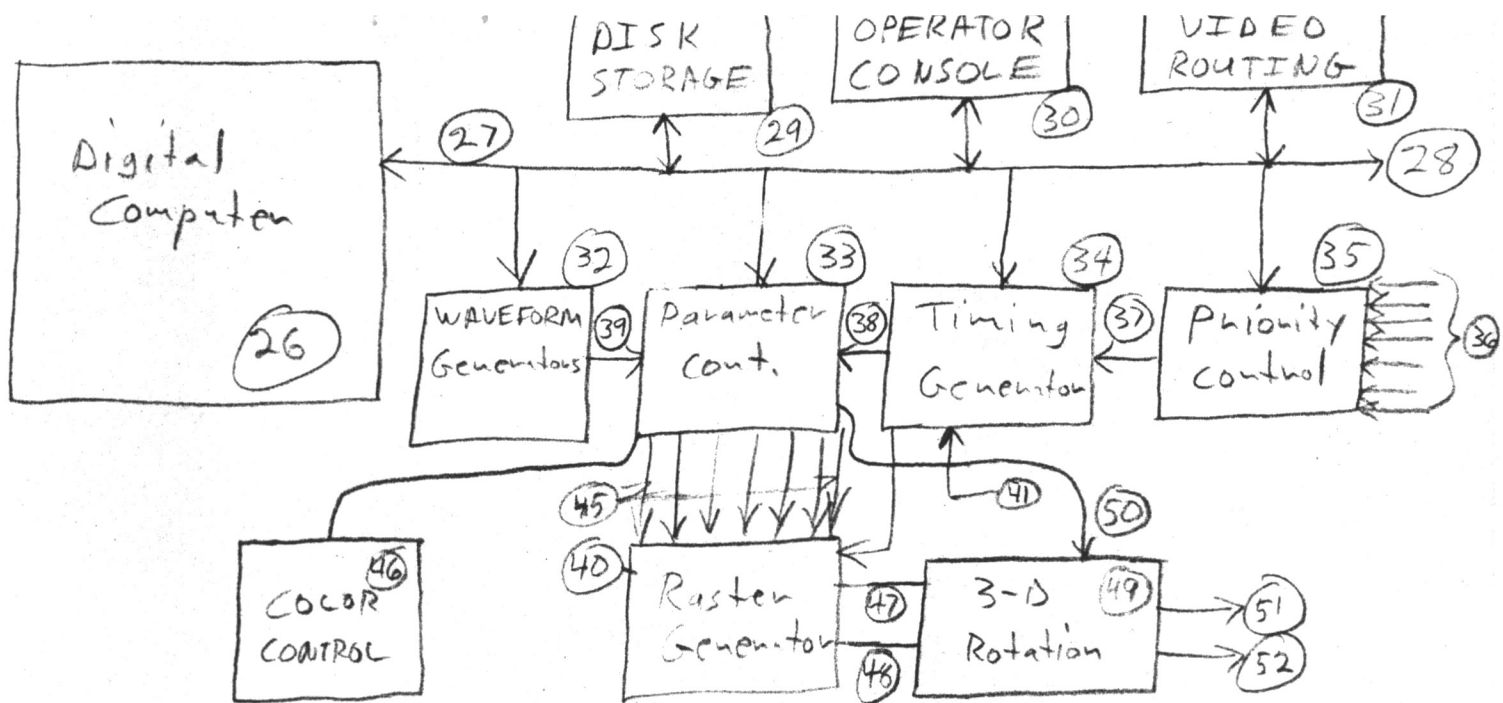 DISK
STORAGE
29
OPERATOR
CONSOLE
30
VIDEO
ROUTING
31
27
28
Digital
Computer
26
32
WAVEFORM
Generators
39
33
Parameter
cont.
38
34
Timing
Generator
37
35
Priority
control
36
45
41
50
46
COLOR
CONTROL
40
Raster
Generator
47
48
3-D
Rotation
49
51
52